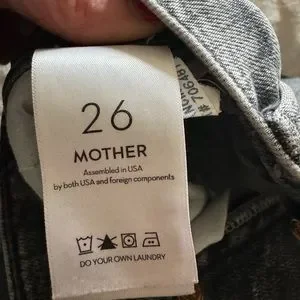 26
MOTHER
Assembled in USA
by both USA and foreign components
DO YOUR OWN LAUNDRY